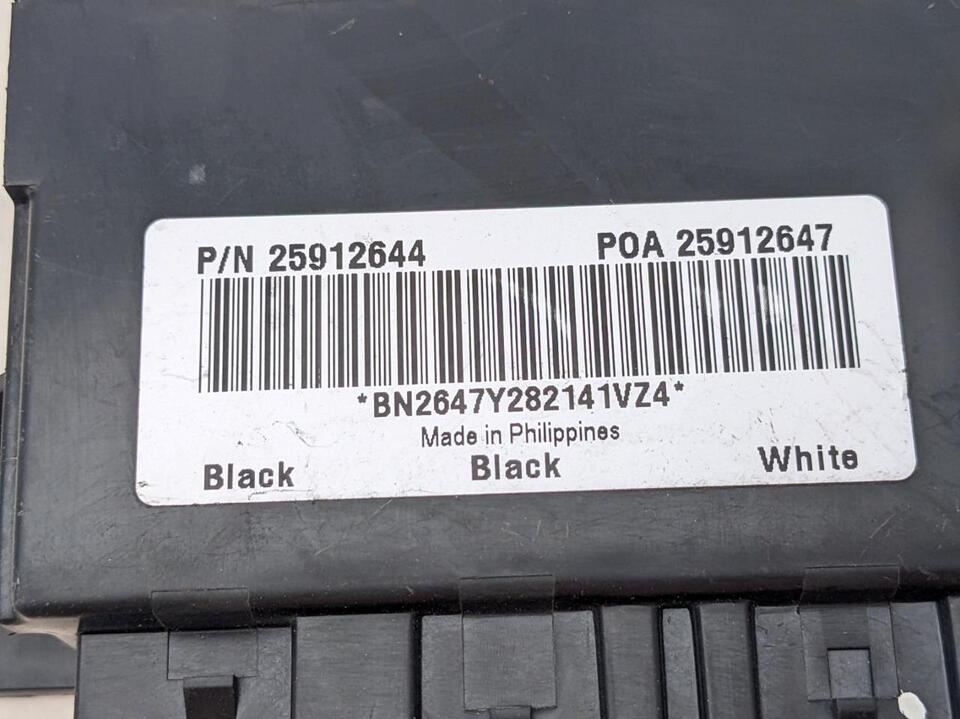 P/N 25912644 POA 25912647
*BN2647Y282141VZ4*
Made in Philippines
Black Black White